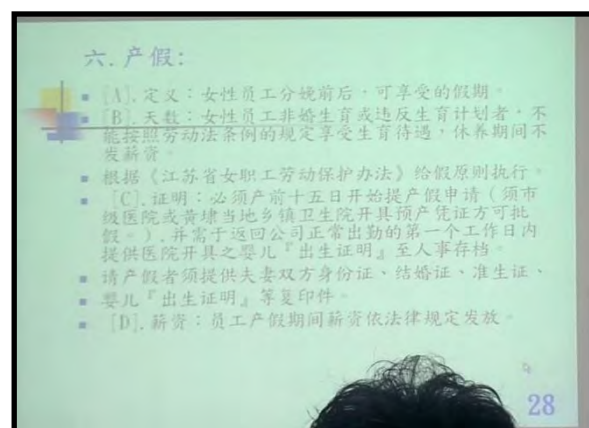 六.产假:
[A].定义：女性员工分娩前后，可享受的假期。
[B].天数：女性员工非婚生育或违反生育计划者，不
能按照劳动法条例的规定享受生育待遇，休养期间不
发薪资。
根据《江苏省女职工劳动保护办法》给假原则执行。
[C].证明：必须产前十五日开始提产假申请（须市
级医院或黄埭当地乡镇卫生院开具预产凭证方可批
假。）.并需于返回公司正常出勤的第一个工作日内
提供医院开具之婴儿『出生证明』至人事存档。
请产假者须提供夫妻双方身份证、结婚证、准生证、
婴儿『出生证明』等复印件。
[D].薪资：员工产假期间薪资依法律规定发放。
28